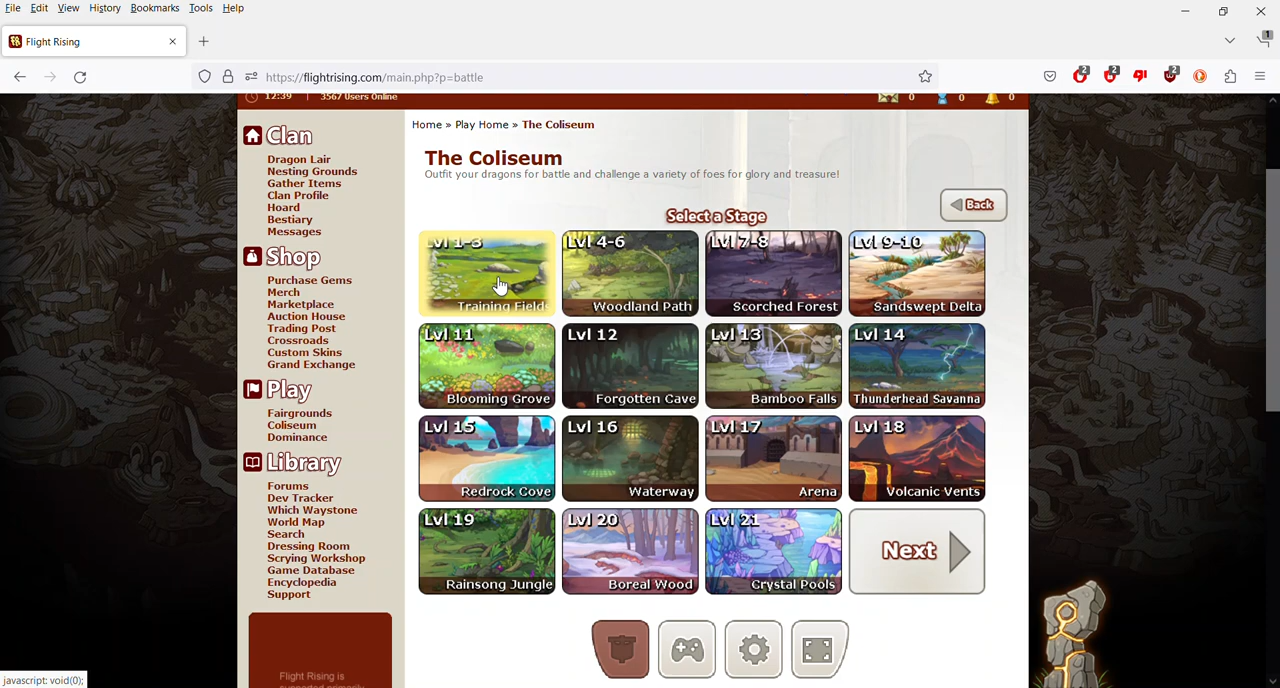 File Edit View History Bookmarks Tools Help
Flight Rising
1
https://flightrising.com/main.php?p=battle
2 2 2
12:39 | 3567 Users Online 0 0 0
Clan
Dragon Lair
Nesting Grounds
Gather Items
Clan Profile
Hoard
Bestiary
Messages
Shop
Purchase Gems
Merch
Marketplace
Auction House
Trading Post
Crossroads
Custom Skins
Grand Exchange
Play
Fairgrounds
Coliseum
Dominance
Library
Forums
Dev Tracker
Which Waystone
World Map
Search
Dressing Room
Scrying Workshop
Game Database
Encyclopedia
Support
Flight Rising is
supported primarily
Home » Play Home » The Coliseum
The Coliseum
Outfit your dragons for battle and challenge a variety of foes for glory and treasure!
Back
Select a Stage
Lvl 1-3 Lvl 4-6 Lvl 7-8 Lvl 9-10
Training Fields Woodland Path Scorched Forest Sandswept Delta
Lvl 11 Lvl 12 Lvl 13 Lvl 14
Blooming Grove Forgotten Cave Bamboo Falls Thunderhead Savanna
Lvl 15 Lvl 16 Lvl 17 Lvl 18
Redrock Cove Waterway Arena Volcanic Vents
Lvl 19 Lvl 20 Lvl 21
Next
Rainsong Jungle Boreal Wood Crystal Pools
javascript: void(0);